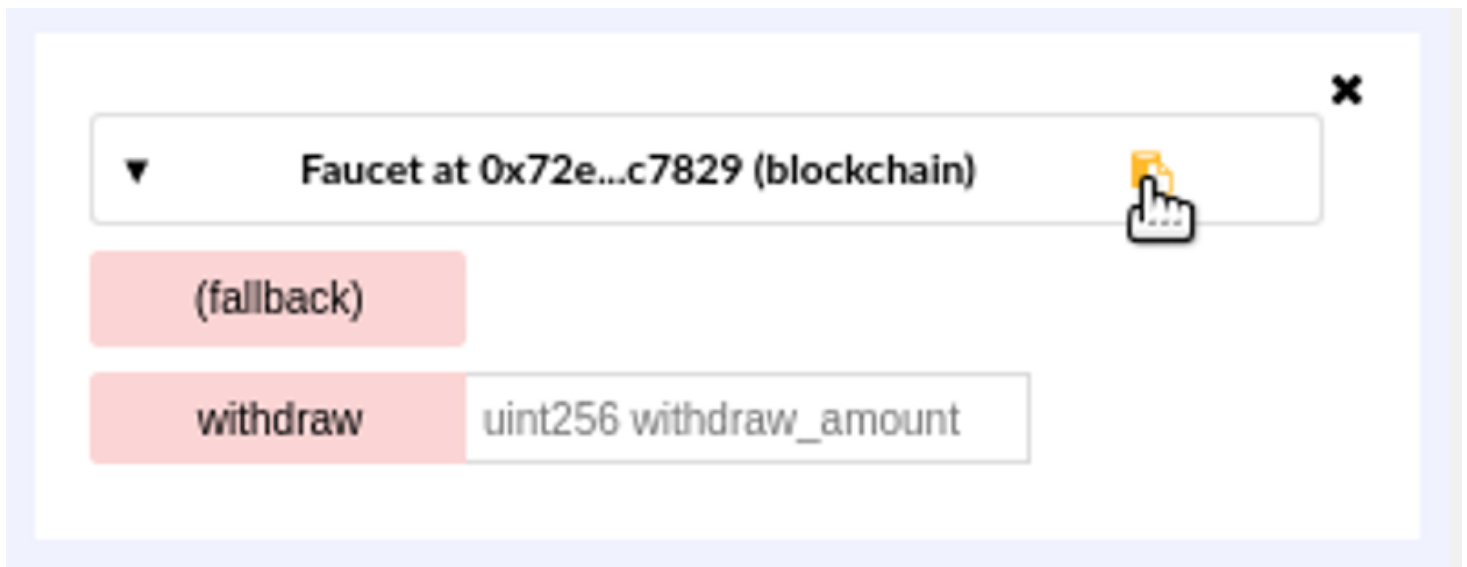 Faucet at 0x72e...c7829 (blockchain)
(fallback)
withdraw uint256 withdraw_amount